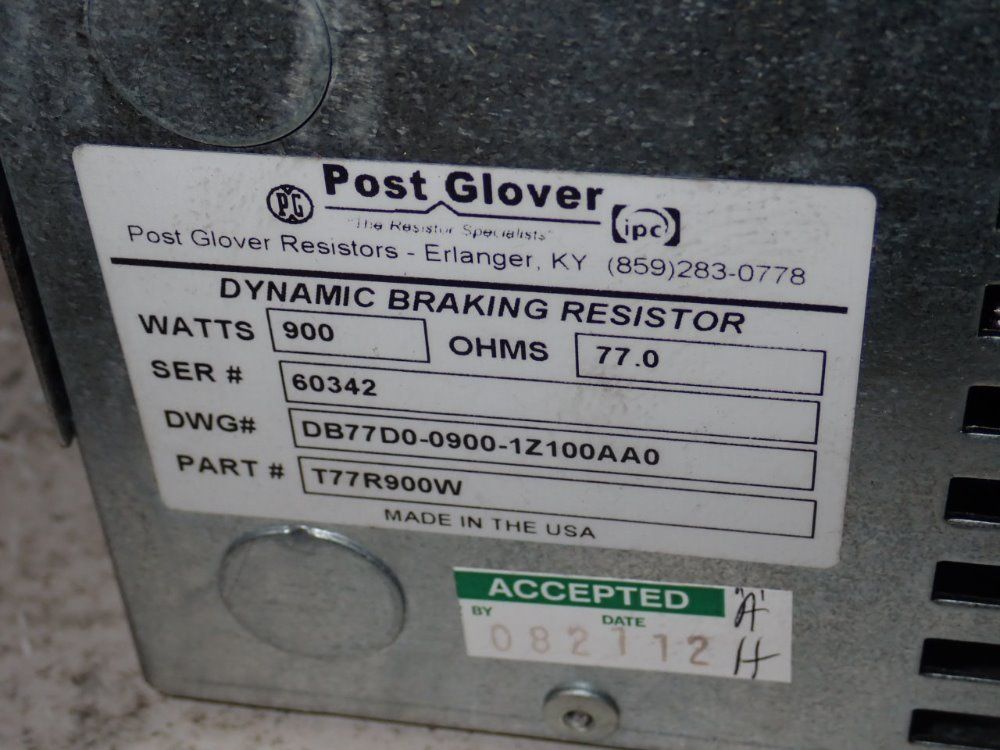 PG Post Glover
"The Resistor Specialists" ipc
Post Glover Resistors - Erlanger, KY (859)283-0778
DYNAMIC BRAKING RESISTOR
WATTS 900 OHMS 77.0
SER # 60342
DWG# DB77D0-0900-1Z100AA0
PART # T77R900W
MADE IN THE USA
ACCEPTED "A"
BY DATE
082112 H